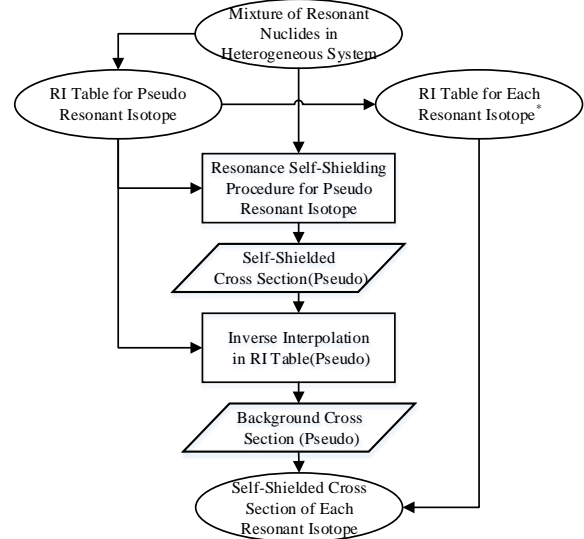 Mixture of Resonant
Nuclides in
Heterogeneous System
RI Table for Pseudo
Resonant Isotope
RI Table for Each
Resonant Isotope*
Resonance Self-Shielding
Procedure for Pseudo
Resonant Isotope
Self-Shielded
Cross Section(Pseudo)
Inverse Interpolation
in RI Table(Pseudo)
Background Cross
Section (Pseudo)
Self-Shielded Cross
Section of Each
Resonant Isotope